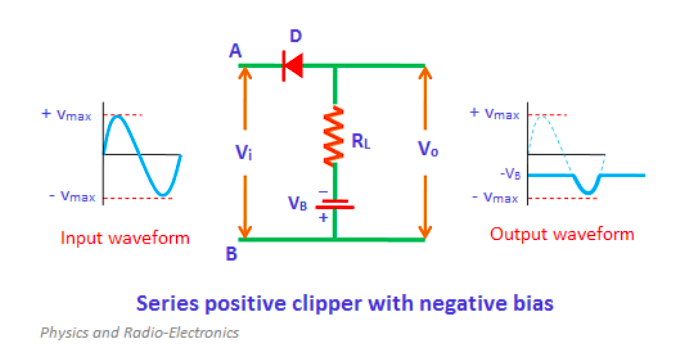 D
A
+ Vmax
- Vmax
Input waveform
Vi
RL
VB
−
+
Vo
B
+ Vmax
-VB
- Vmax
Output waveform
Series positive clipper with negative bias
Physics and Radio-Electronics